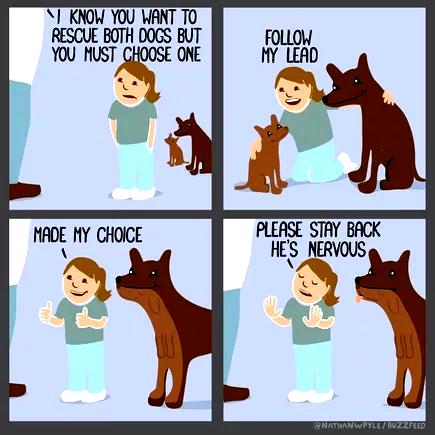 I KNOW YOU WANT TO
RESCUE BOTH DOGS BUT
YOU MUST CHOOSE ONE
FOLLOW
MY LEAD
MADE MY CHOICE
PLEASE STAY BACK
HE'S NERVOUS
@NATHANWPYLE/BUZZFEED